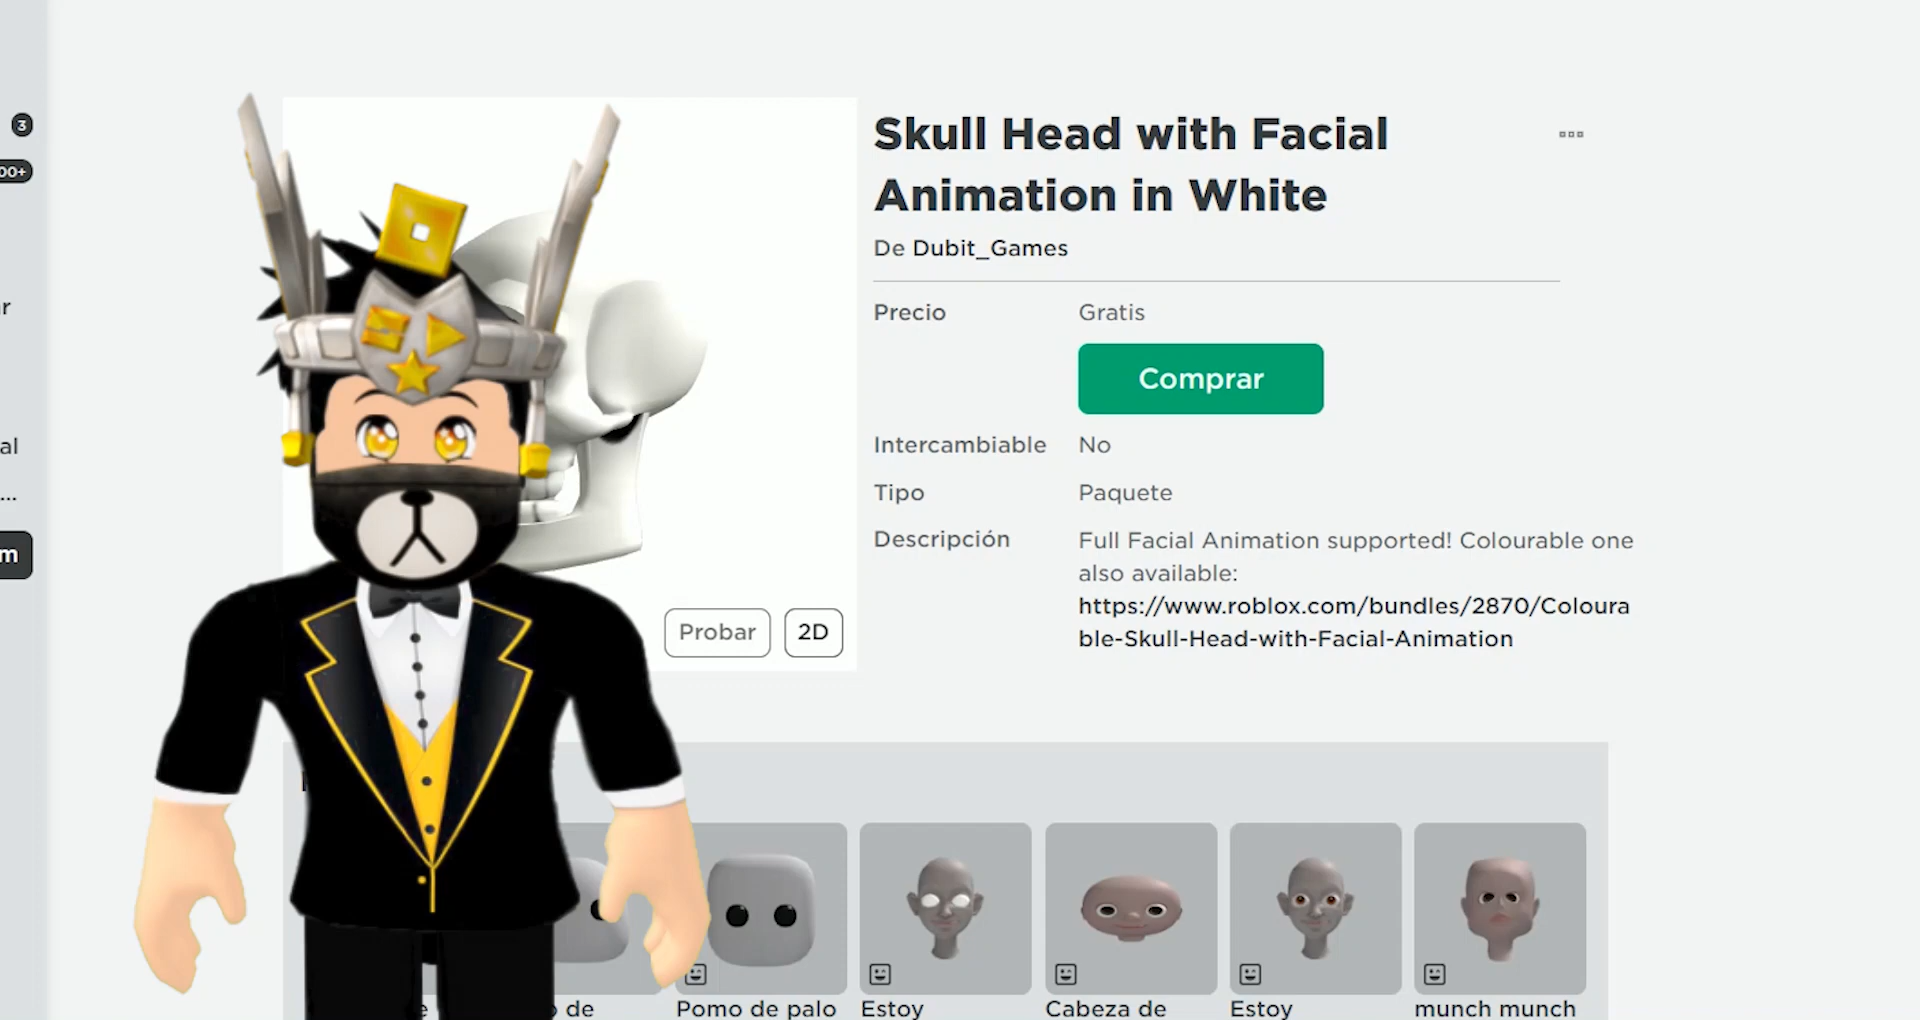 3
00+
r
al
...
m
Skull Head with Facial
Animation in White
De Dubit_Games
Precio Gratis
Comprar
Intercambiable No
Tipo Paquete
Descripción Full Facial Animation supported! Colourable one
also available:
https://www.roblox.com/bundles/2870/Coloura
ble-Skull-Head-with-Facial-Animation
Probar 2D
e o de Pomo de palo Estoy Cabeza de Estoy munch munch